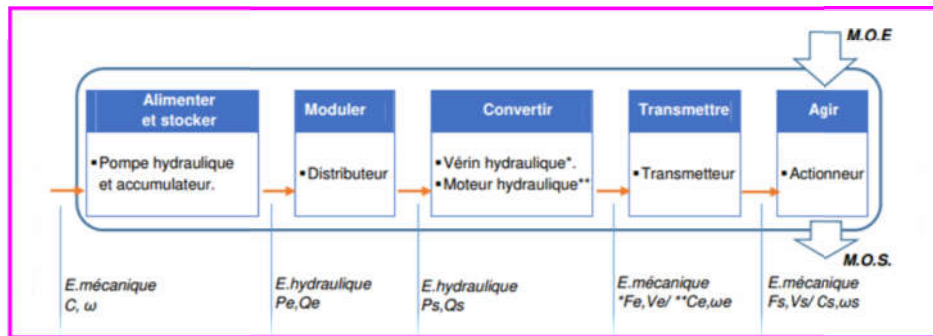 M.O.E
Alimenter
et stocker
▪ Pompe hydraulique
et accumulateur.
Moduler
▪ Distributeur
Convertir
▪ Vérin hydraulique*.
▪ Moteur hydraulique**
Transmettre
▪ Transmetteur
Agir
▪ Actionneur
M.O.S.
E.mécanique
C, ω
E.hydraulique
Pe,Qe
E.hydraulique
Ps,Qs
E.mécanique
*Fe,Ve/ **Ce,ωe
E.mécanique
Fs,Vs/ Cs,ωs